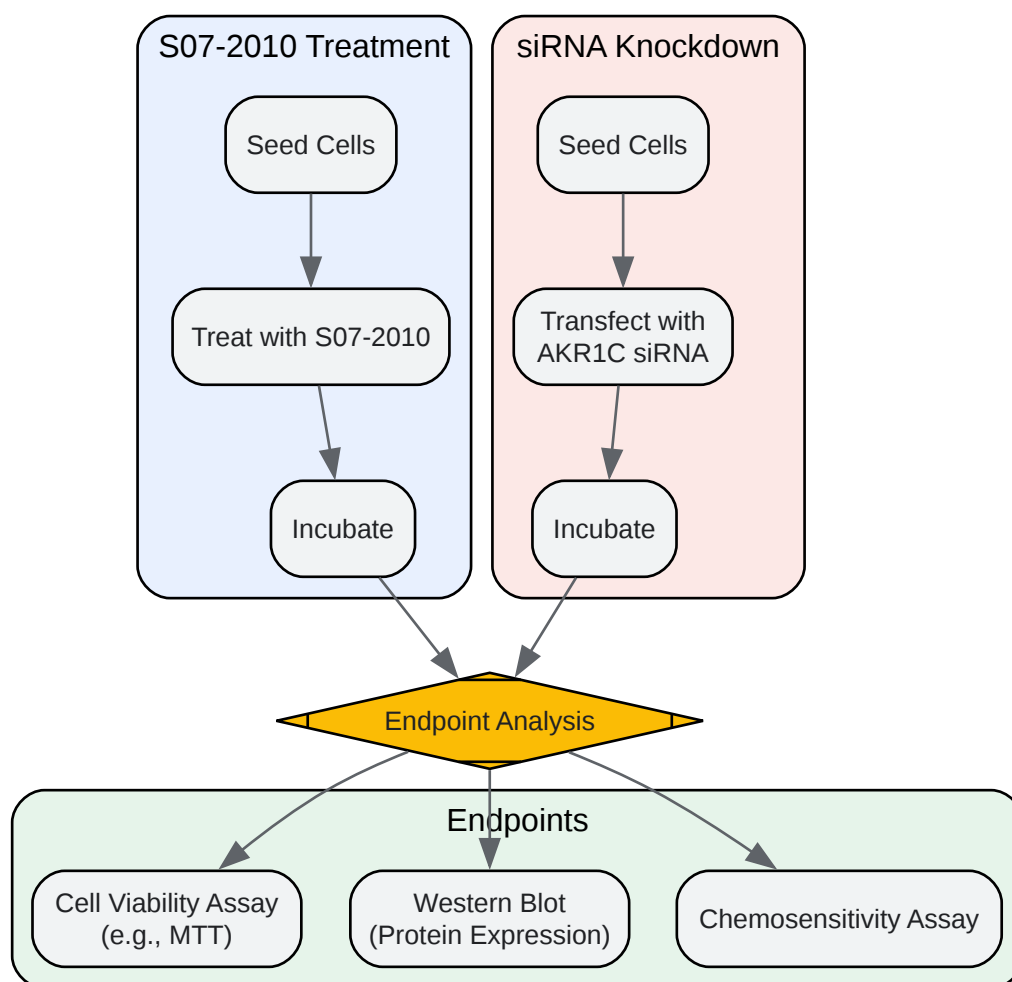 S07-2010 Treatment
Seed Cells
Treat with S07-2010
Incubate
siRNA Knockdown
Seed Cells
Transfect with
AKR1C siRNA
Incubate
Endpoint Analysis
Endpoints
Cell Viability Assay
(e.g., MTT)
Western Blot
(Protein Expression)
Chemosensitivity Assay